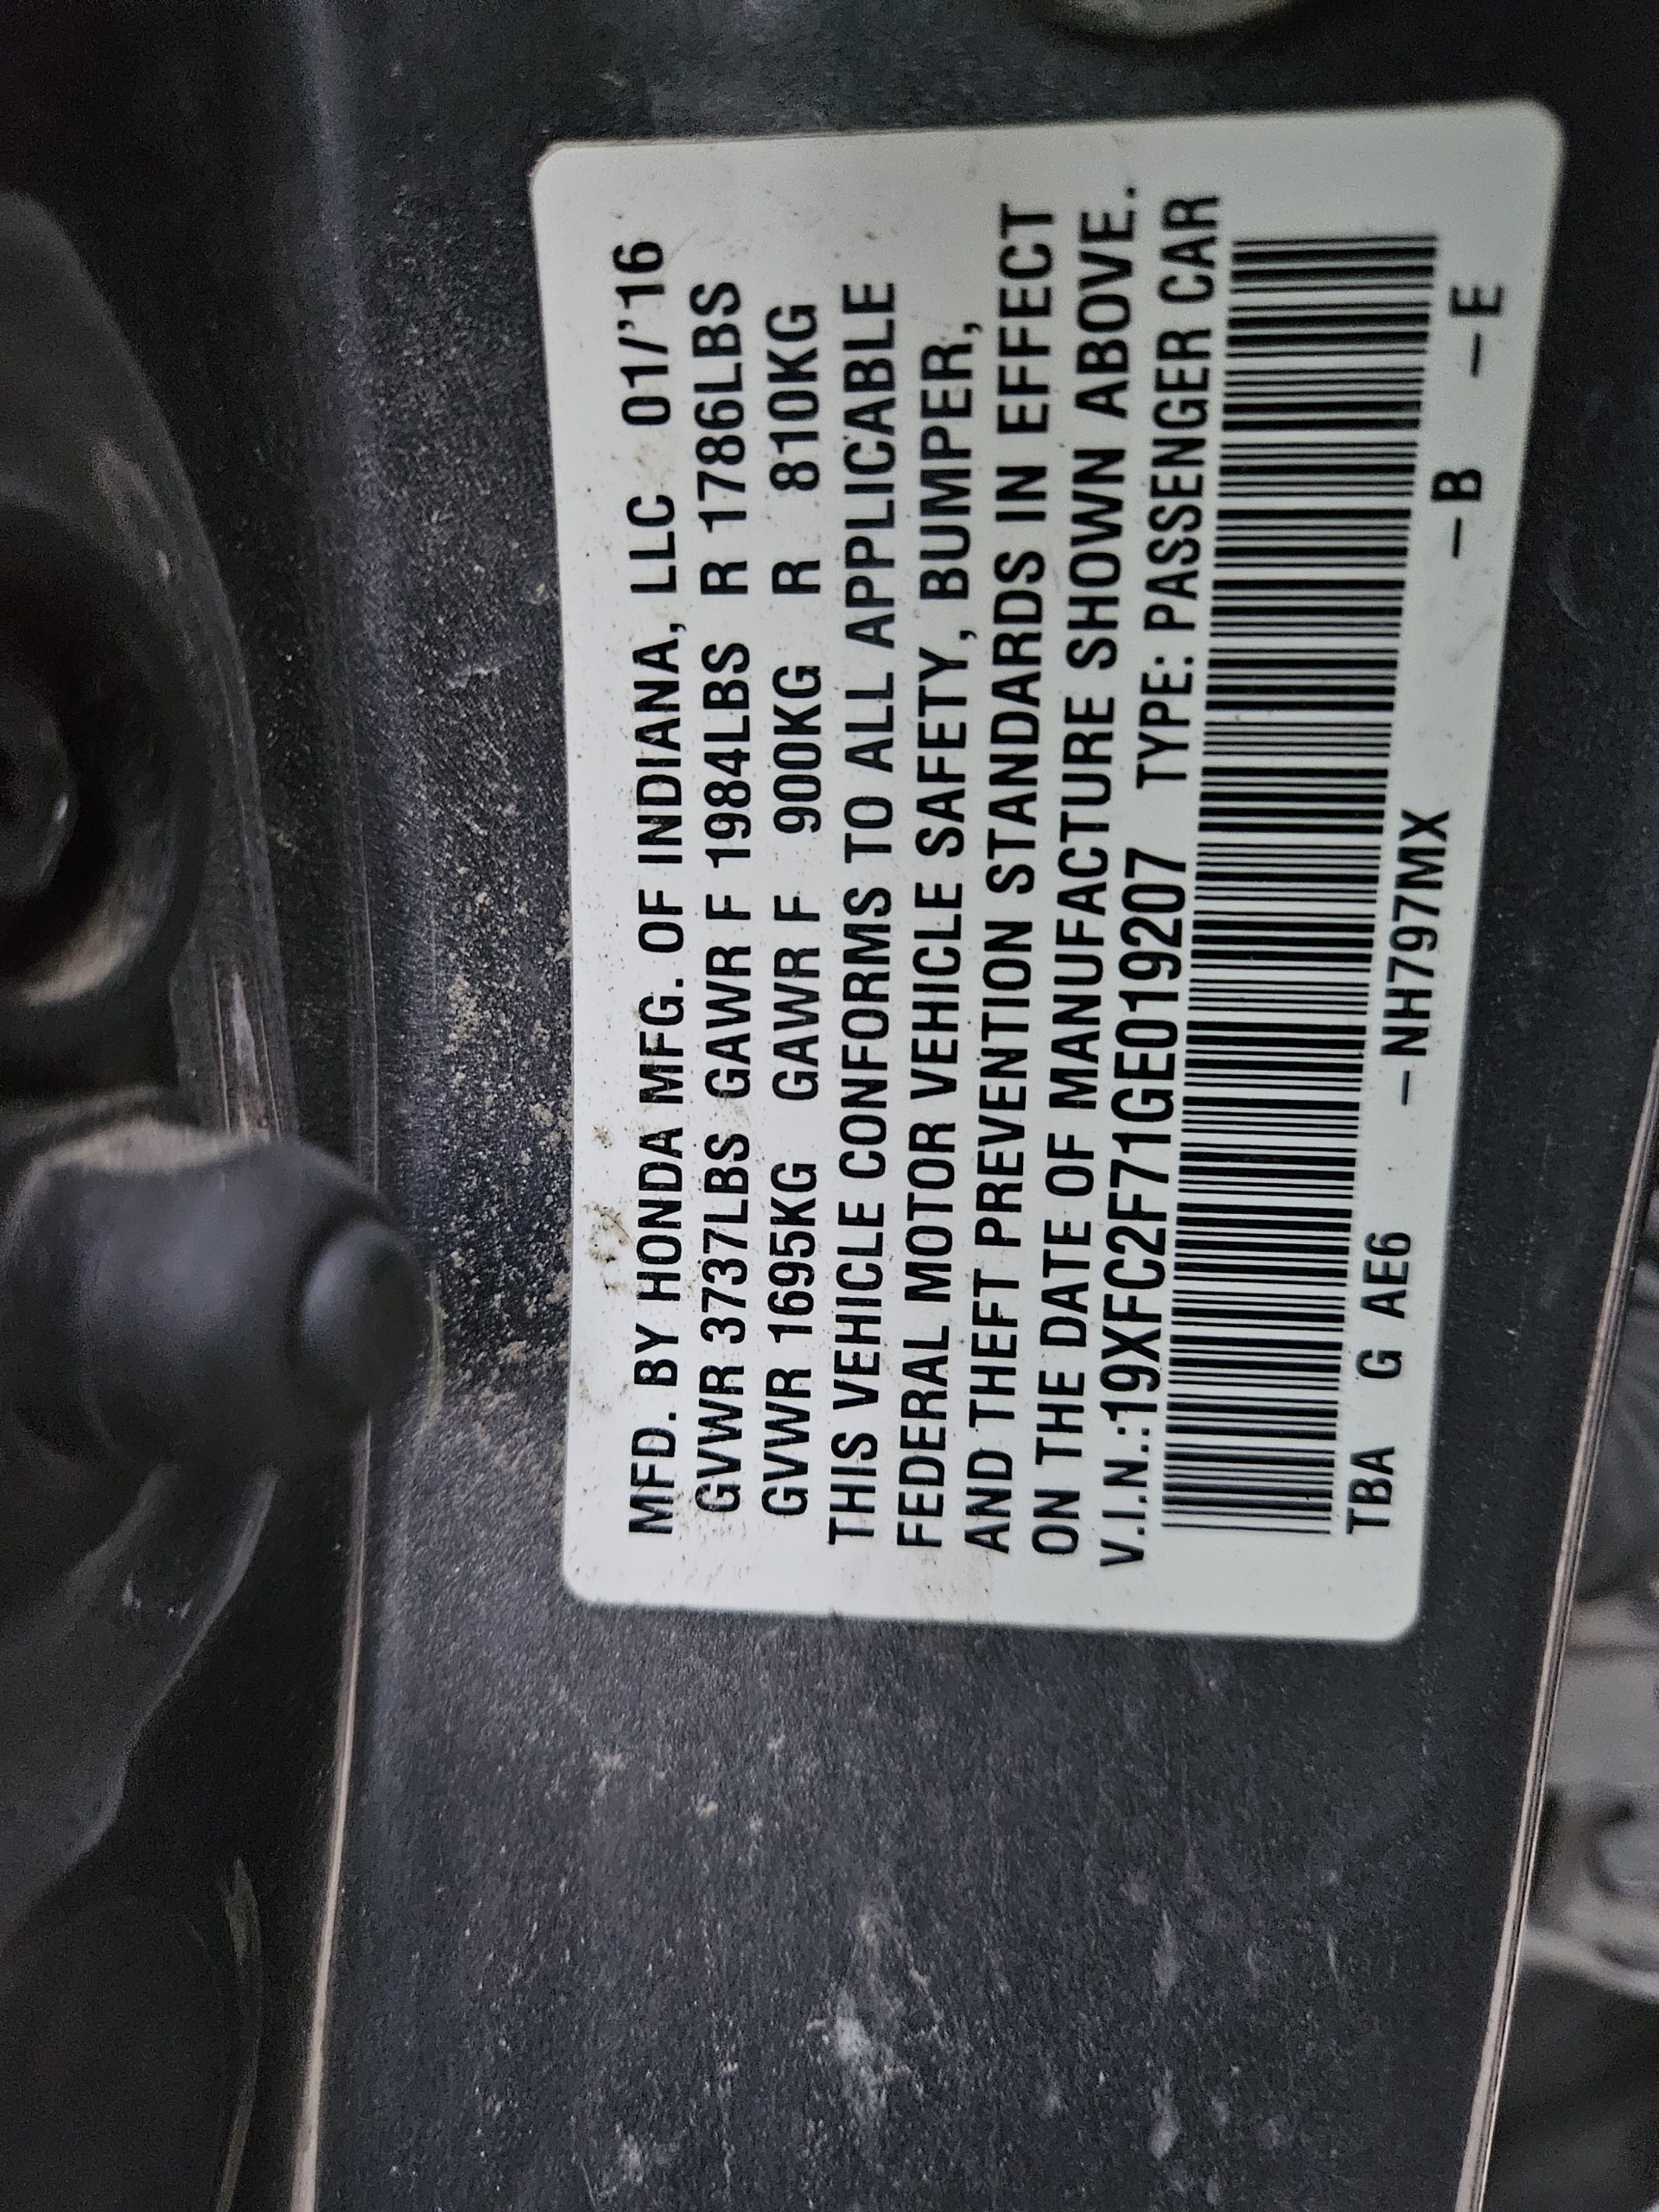 MFD. BY HONDA MFG. OF INDIANA, LLC 01/'16
GVWR 3737LBS GAWR F 1984LBS R 1786LBS
GVWR 1695KG GAWR F 900KG R 810KG
THIS VEHICLE CONFORMS TO ALL APPLICABLE
FEDERAL MOTOR VEHICLE SAFETY, BUMPER,
AND THEFT PREVENTION STANDARDS IN EFFECT
ON THE DATE OF MANUFACTURE SHOWN ABOVE.
V.I.N.:19XFC2F71GE019207 TYPE: PASSENGER CAR
TBA G AE6 –NH797MX –B –E